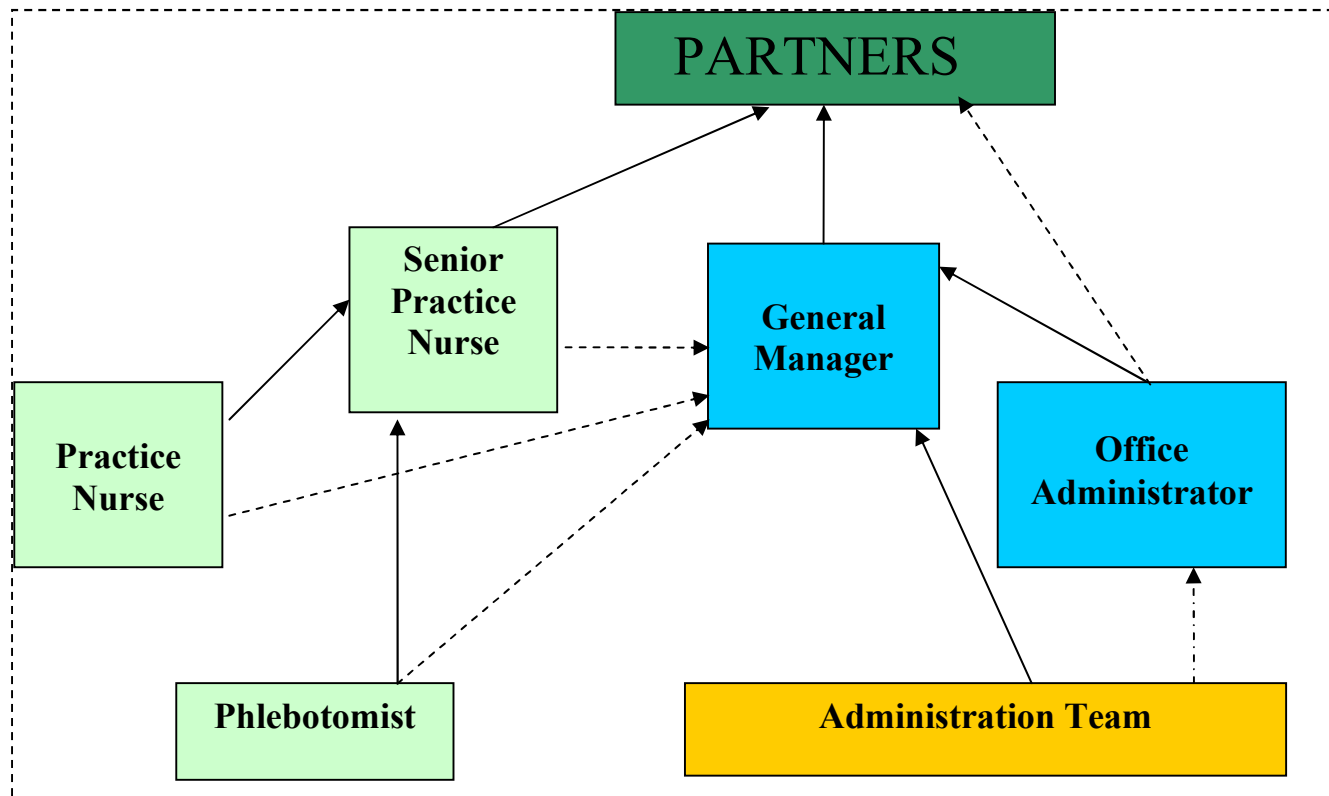 PARTNERS
Senior
Practice
Nurse
General
Manager
Practice
Nurse
Office
Administrator
Phlebotomist
Administration Team